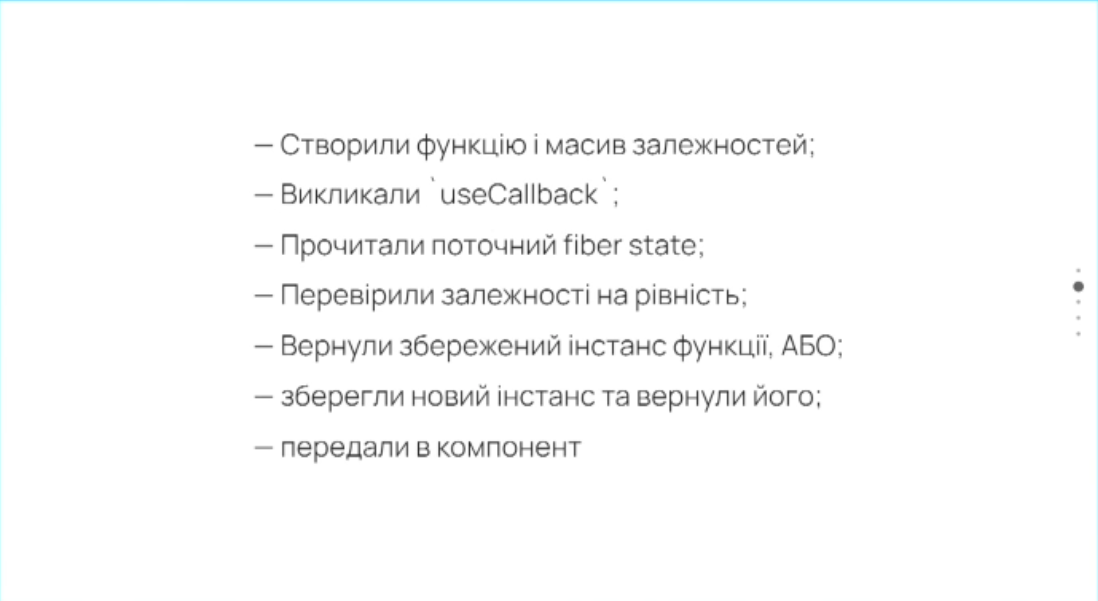 — Створили функцію і масив залежностей;
— Викликали `useCallback`;
— Прочитали поточний fiber state;
— Перевірили залежності на рівність;
— Вернули збережений інстанс функції, АБО;
— зберегли новий інстанс та вернули його;
— передали в компонент